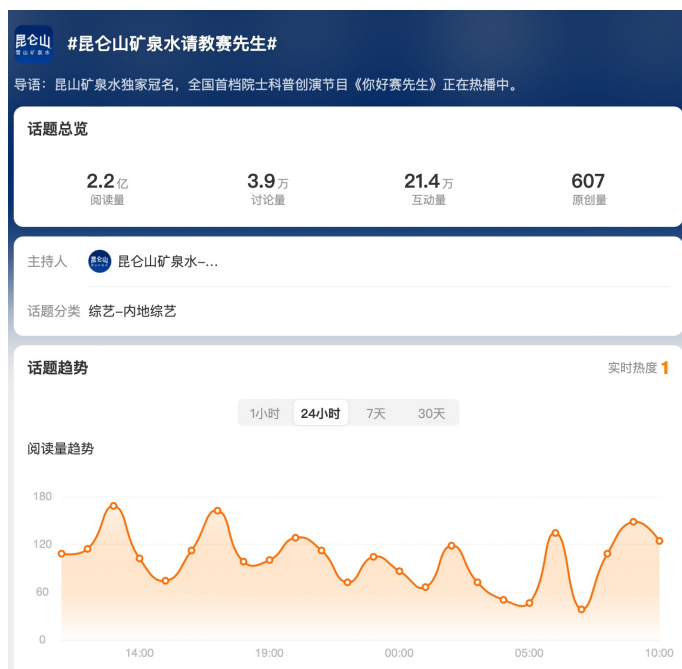 昆仑山
雪山矿泉水
#昆仑山矿泉水请教赛先生#
导语：昆山矿泉水独家冠名，全国首档院士科普创演节目《你好赛先生》正在热播中。
话题总览
2.2亿
3.9万
21.4万
607
阅读量
讨论量
互动量
原创量
主持人
昆仑山
昆仑山矿泉水–...
话题分类 综艺–内地综艺
话题趋势
实时热度 1
1小时
24小时
7天
30天
阅读量趋势
180
120
60
0
14:00
19:00
00:00
05:00
10:00